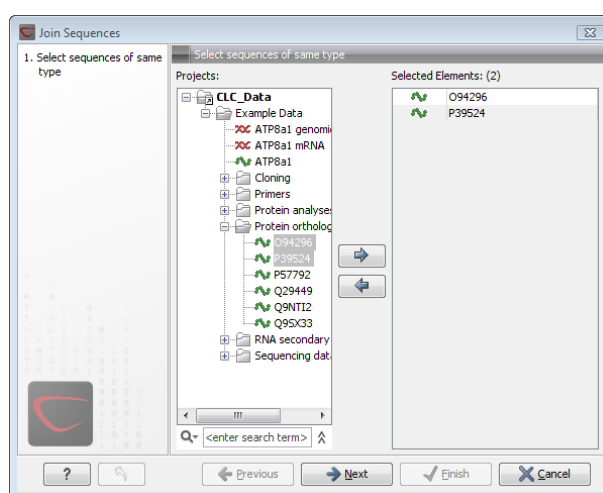 Join Sequences
1. Select sequences of same
type
Select sequences of same type
Projects:
CLC_Data
Example Data
ATP8a1 genomi
ATP8a1 mRNA
ATP8a1
Cloning
Primers
Protein analyses
Protein ortholog
O94296
P39524
P57792
Q29449
Q9NTI2
Q9SX33
RNA secondary
Sequencing dat
<enter search term>
Selected Elements: (2)
O94296
P39524
?
Previous
Next
Finish
Cancel